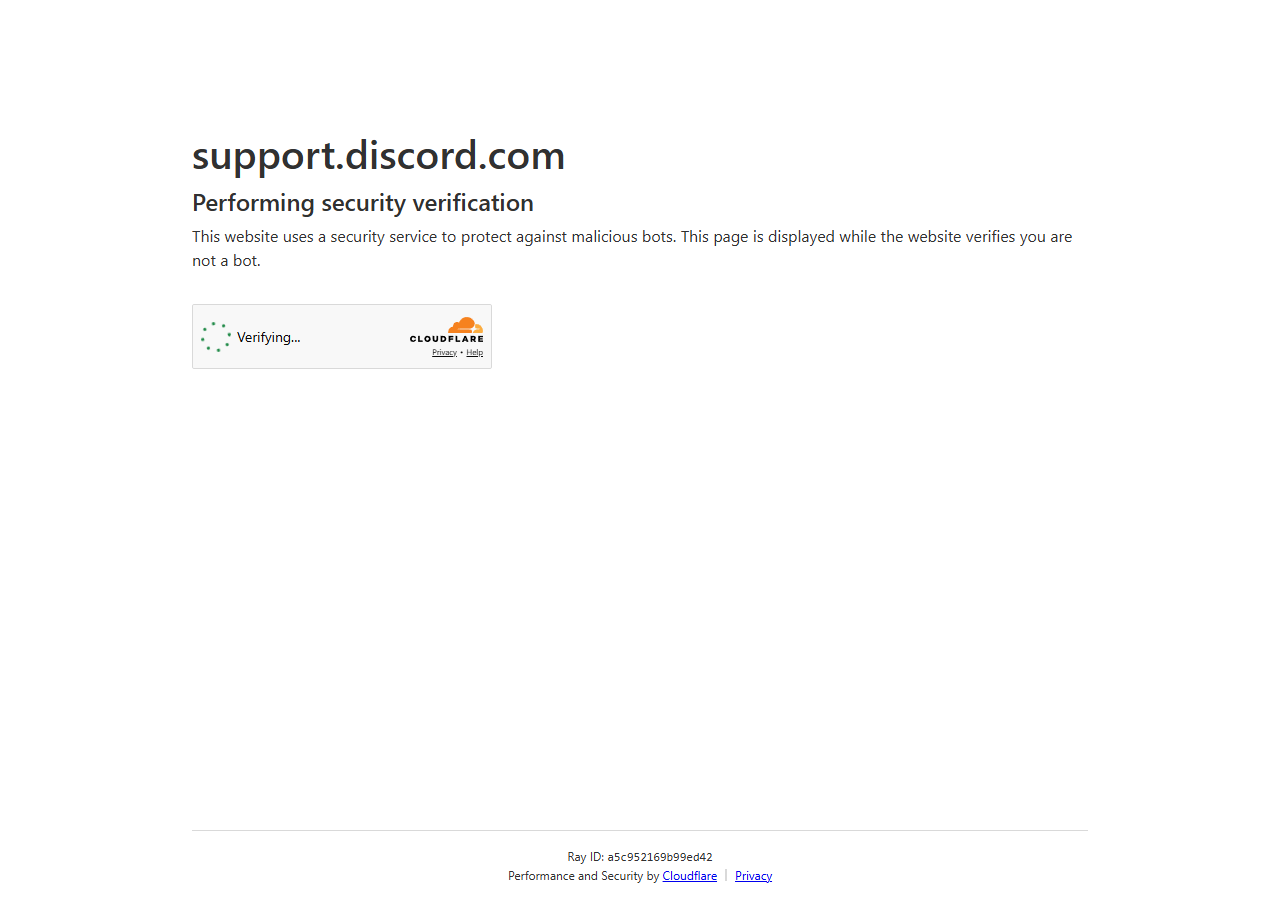 support.discord.com
Performing security verification
This website uses a security service to protect against malicious bots. This page is displayed while the website verifies you are
not a bot.
Verifying...
CLOUDFLARE
Privacy • Help
Ray ID: a5c952169b99ed42
Performance and Security by Cloudflare | Privacy